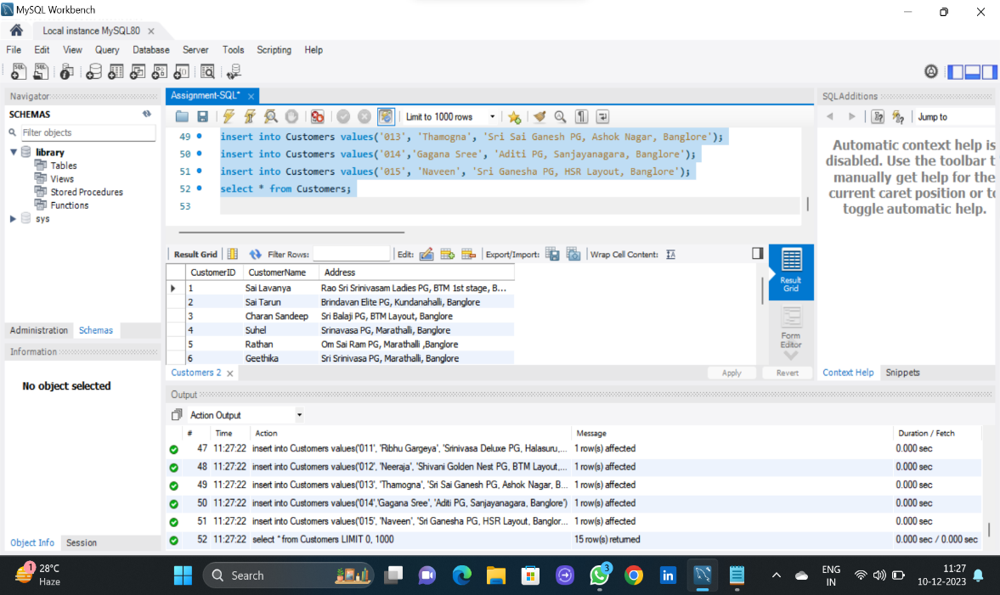 MySQL Workbench
Local instance MySQL80
File Edit View Query Database Server Tools Scripting Help
Navigator
SCHEMAS
Filter objects
library
Tables
Views
Stored Procedures
Functions
sys
Administration Schemas
Information
No object selected
Object Info Session
Assignment-SQL*
Limit to 1000 rows
49 insert into Customers values('013', 'Thamogna', 'Sri Sai Ganesh PG, Ashok Nagar, Banglore');
50 insert into Customers values('014','Gagana Sree', 'Aditi PG, Sanjayanagara, Banglore');
51 insert into Customers values('015', 'Naveen', 'Sri Ganesha PG, HSR Layout, Banglore');
52 select * from Customers;
53
Result Grid Filter Rows: Edit: Export/Import: Wrap Cell Content:
CustomerID CustomerName Address
1 Sai Lavanya Rao Sri Srinivasam Ladies PG, BTM 1st stage, B...
2 Sai Tarun Brindavan Elite PG, Kundanahalli, Banglore
3 Charan Sandeep Sri Balaji PG, BTM Layout, Banglore
4 Suhel Srinavasa PG, Marathalli, Banglore
5 Rathan Om Sai Ram PG, Marathalli ,Banglore
6 Geethika Sri Srinivasa PG, Marathalli, Banglore
Result
Grid
Form
Editor
Customers 2 Apply Revert
SQLAdditions
Jump to
Automatic context help is
disabled. Use the toolbar t
manually get help for the
current caret position or to
toggle automatic help.
Context Help Snippets
Output
Action Output
# Time Action Message Duration / Fetch
47 11:27:22 insert into Customers values('011', 'Ribhu Gargeya', 'Srinivasa Deluxe PG, Halasuru,... 1 row(s) affected 0.000 sec
48 11:27:22 insert into Customers values('012', 'Neeraja', 'Shivani Golden Nest PG, BTM Layout,... 1 row(s) affected 0.000 sec
49 11:27:22 insert into Customers values('013', 'Thamogna', 'Sri Sai Ganesh PG, Ashok Nagar, B... 1 row(s) affected 0.000 sec
50 11:27:22 insert into Customers values('014','Gagana Sree', 'Aditi PG, Sanjayanagara, Banglore') 1 row(s) affected 0.000 sec
51 11:27:22 insert into Customers values('015', 'Naveen', 'Sri Ganesha PG, HSR Layout, Banglor... 1 row(s) affected 0.000 sec
52 11:27:22 select * from Customers LIMIT 0, 1000 15 row(s) returned 0.000 sec / 0.000 sec
1
28°C
Haze
Search
3
ENG
IN
11:27
10-12-2023